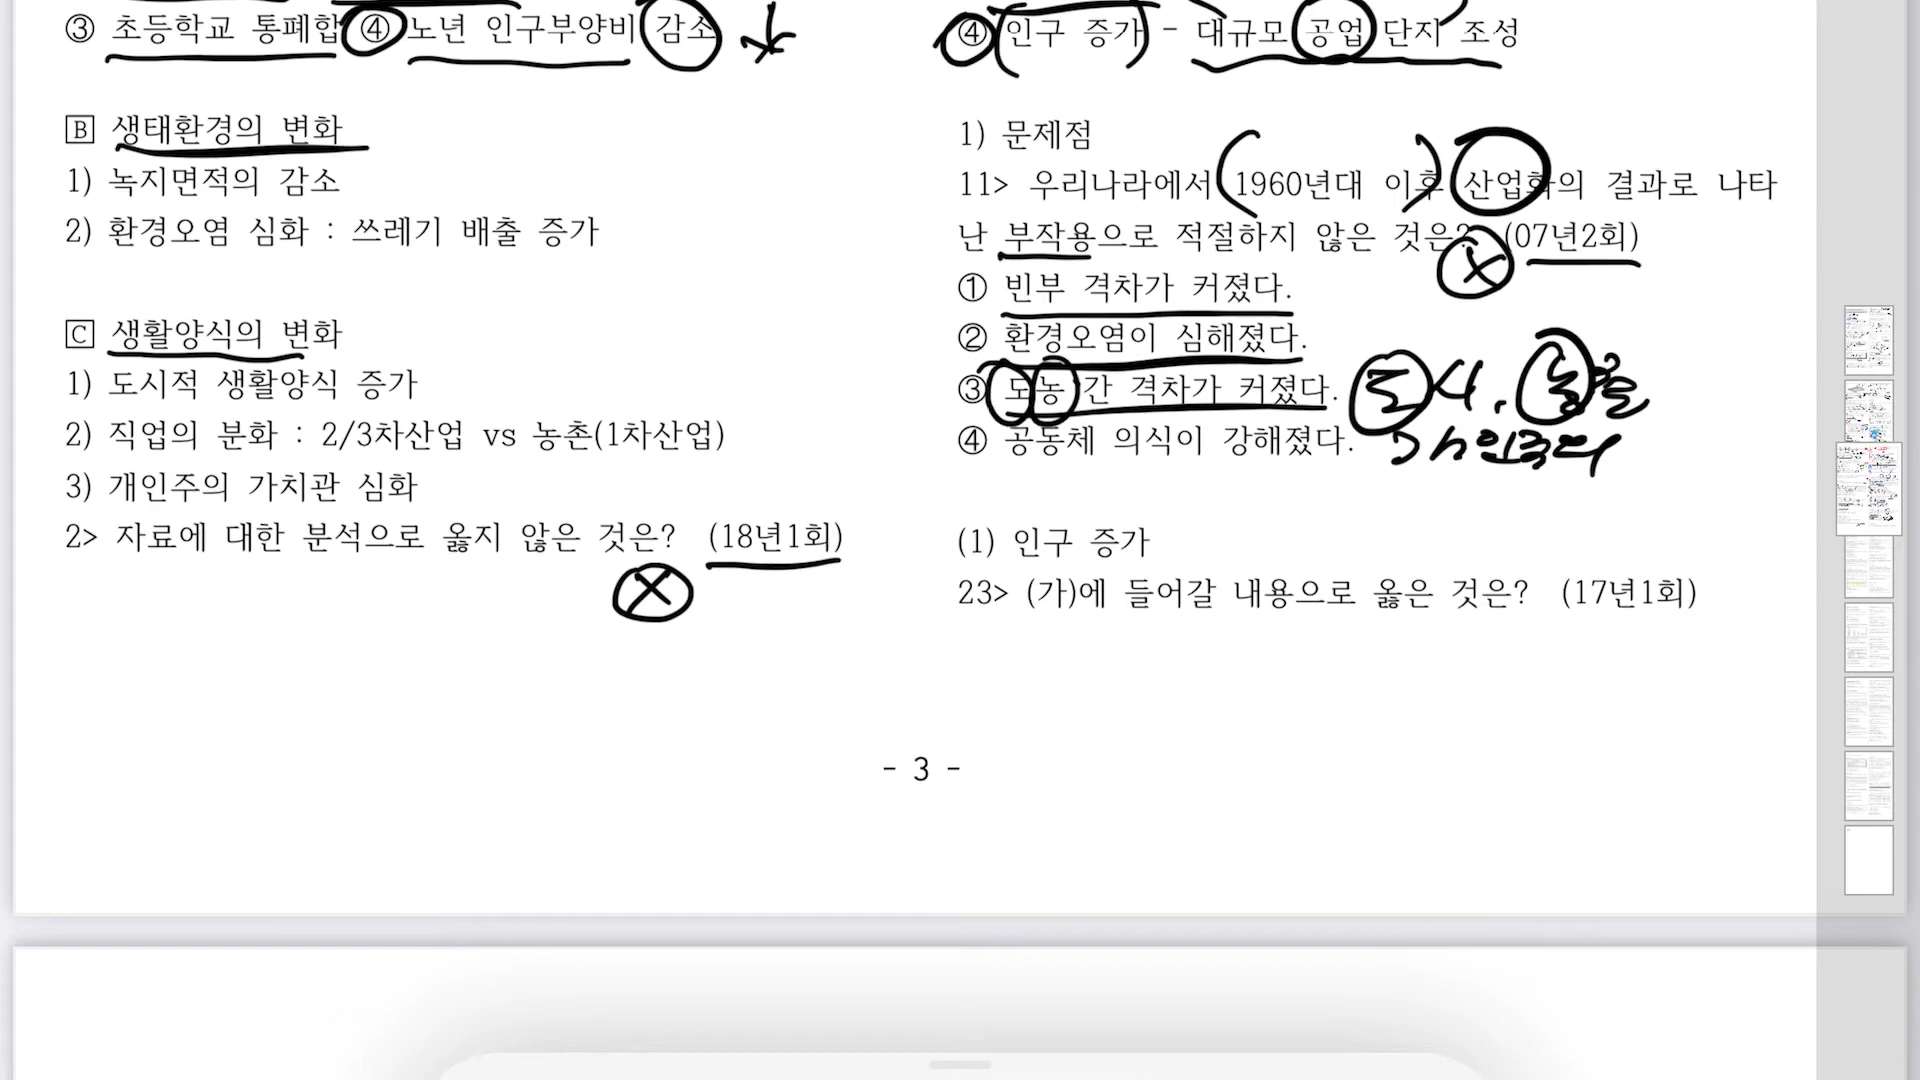 ③ 초등학교 통폐합 ④ 노년 인구부양비 감소
B 생태환경의 변화
1) 녹지면적의 감소
2) 환경오염 심화 : 쓰레기 배출 증가
C 생활양식의 변화
1) 도시적 생활양식 증가
2) 직업의 분화 : 2/3차산업 vs 농촌(1차산업)
3) 개인주의 가치관 심화
2> 자료에 대한 분석으로 옳지 않은 것은? (18년1회)
④ 인구 증가 - 대규모 공업 단지 조성
1) 문제점
11> 우리나라에서 1960년대 이후 산업화의 결과로 나타
난 부작용으로 적절하지 않은 것은? (07년2회)
① 빈부 격차가 커졌다.
② 환경오염이 심해졌다.
③ 도농 간 격차가 커졌다.
④ 공동체 의식이 강해졌다.
(1) 인구 증가
23> (가)에 들어갈 내용으로 옳은 것은? (17년1회)
- 3 -